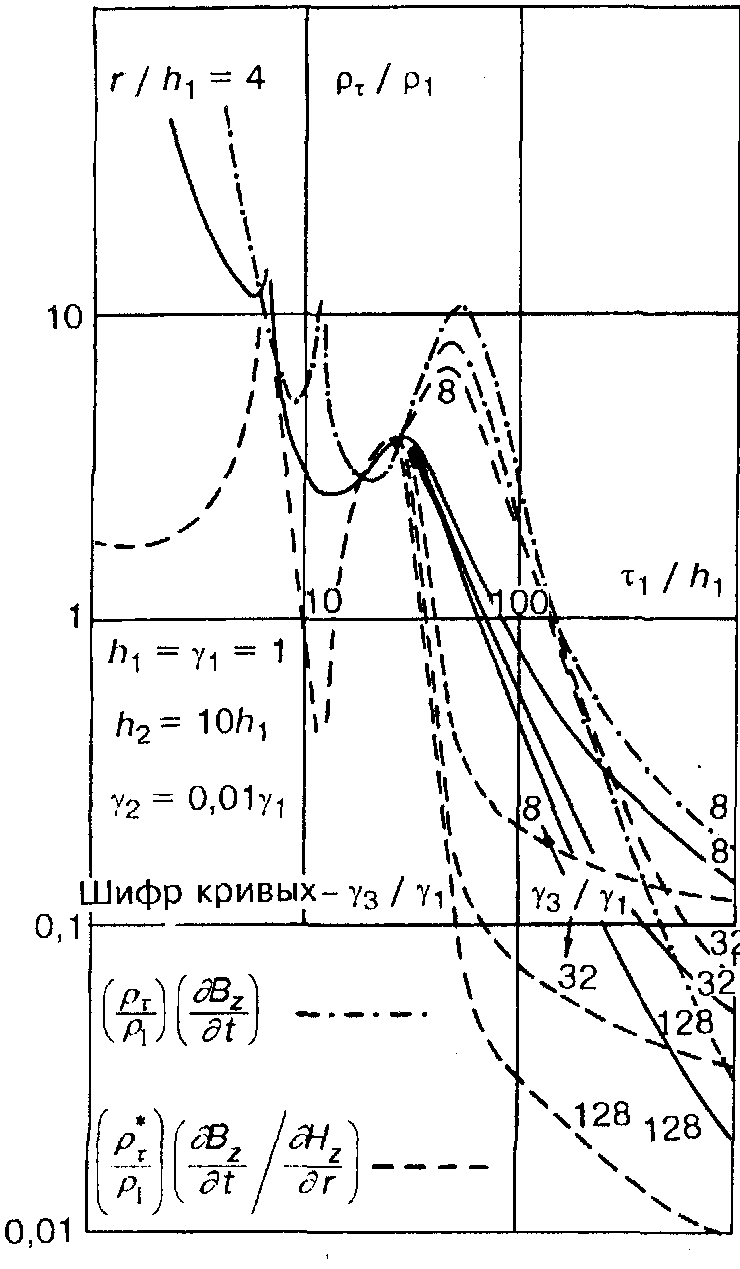 r / h₁ = 4
ρτ / ρ₁
10
8
τ₁ / h₁
1
10
100
h₁ = γ₁ = 1
h₂ = 10h₁
γ₂ = 0,01γ₁
8
8
8
Шифр кривых – γ₃ / γ₁
γ₃ / γ₁
0,1
32
32
32
(ρτ/ρ₁)(∂Bz/∂t)
128
(ρτ*/ρ₁)(∂Bz/∂t / ∂Hz/∂r)
128
128
0,01